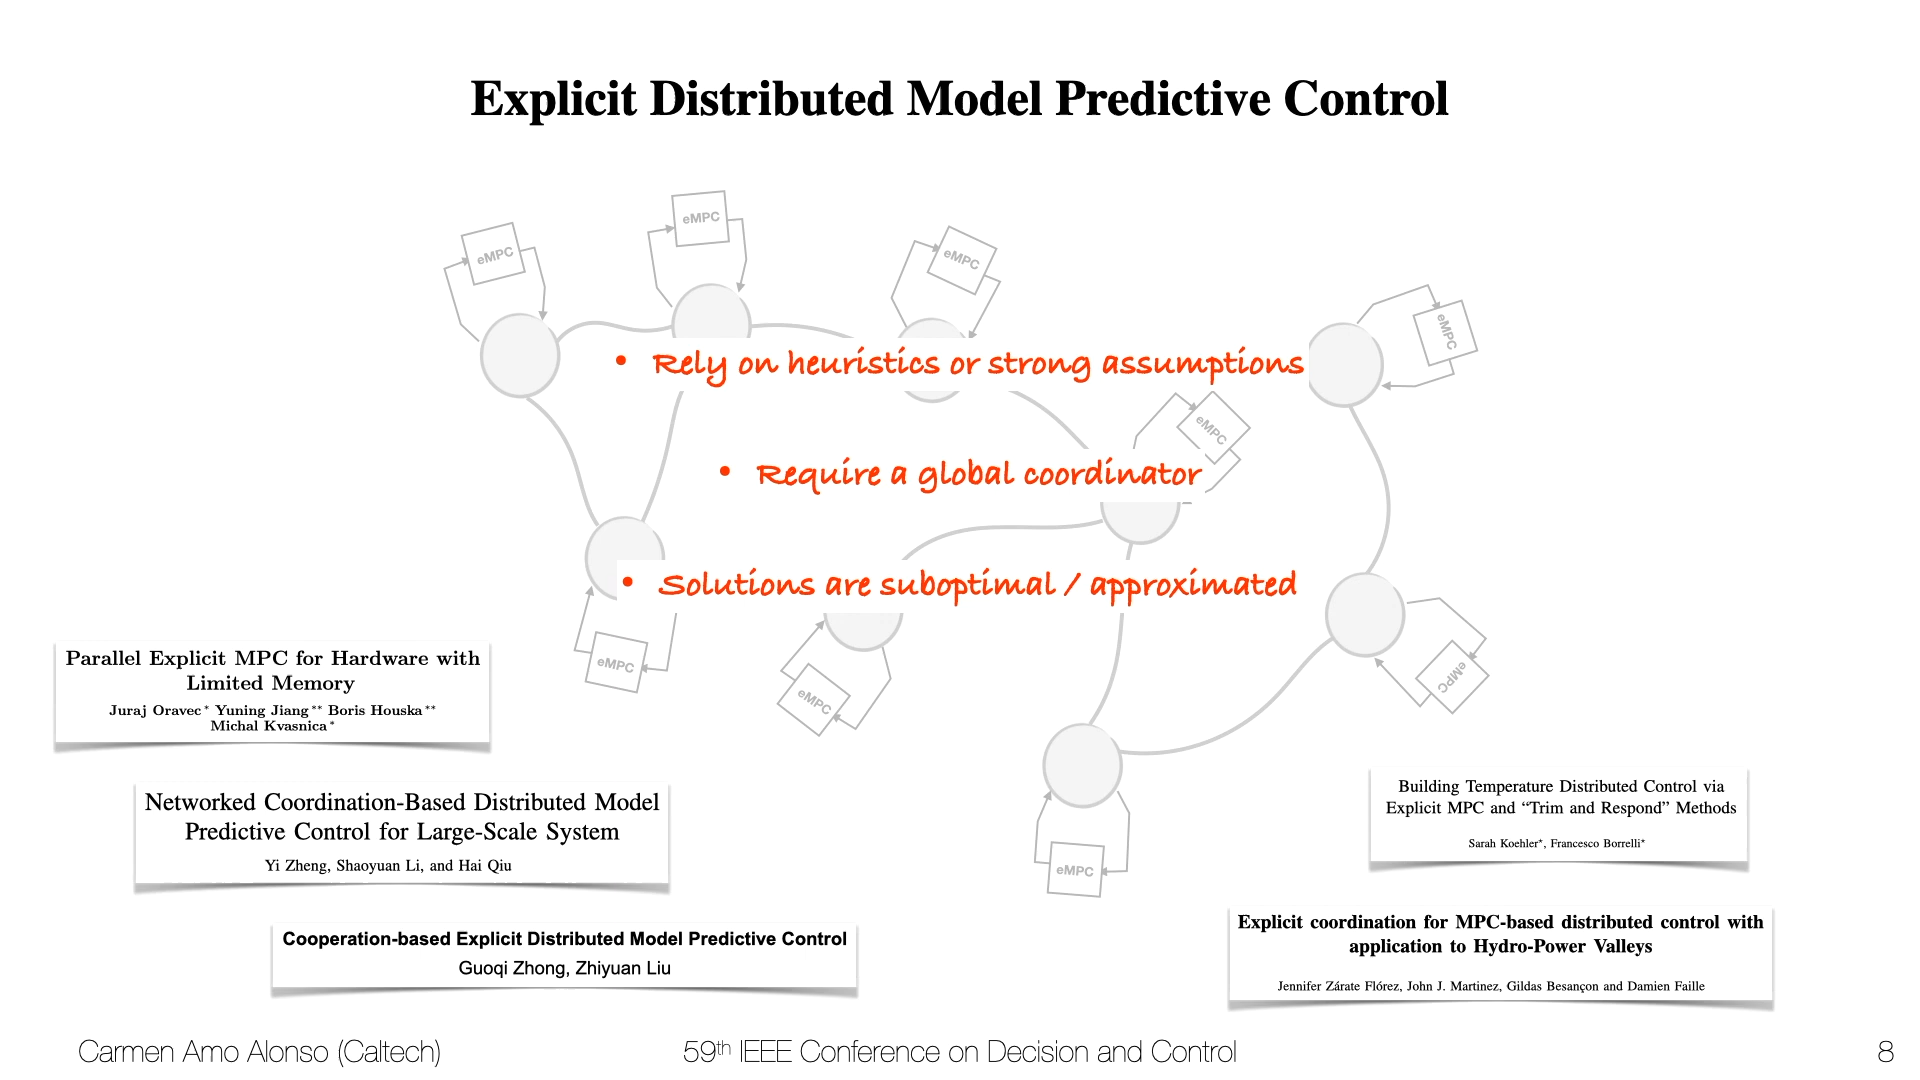 Explicit Distributed Model Predictive Control
eMPC
eMPC
eMPC
eMPC
eMPC
• Rely on heuristics or strong assumptions
• Require a global coordinator
• Solutions are suboptimal / approximated
eMPC
eMPC
eMPC
eMPC
Parallel Explicit MPC for Hardware with
Limited Memory
Juraj Oravec * Yuning Jiang ** Boris Houska **
Michal Kvasnica *
Networked Coordination-Based Distributed Model
Predictive Control for Large-Scale System
Yi Zheng, Shaoyuan Li, and Hai Qiu
Cooperation-based Explicit Distributed Model Predictive Control
Guoqi Zhong, Zhiyuan Liu
Building Temperature Distributed Control via
Explicit MPC and “Trim and Respond” Methods
Sarah Koehler*, Francesco Borrelli*
Explicit coordination for MPC-based distributed control with
application to Hydro-Power Valleys
Jennifer Zárate Flórez, John J. Martinez, Gildas Besançon and Damien Faille
Carmen Amo Alonso (Caltech)
59th IEEE Conference on Decision and Control
8